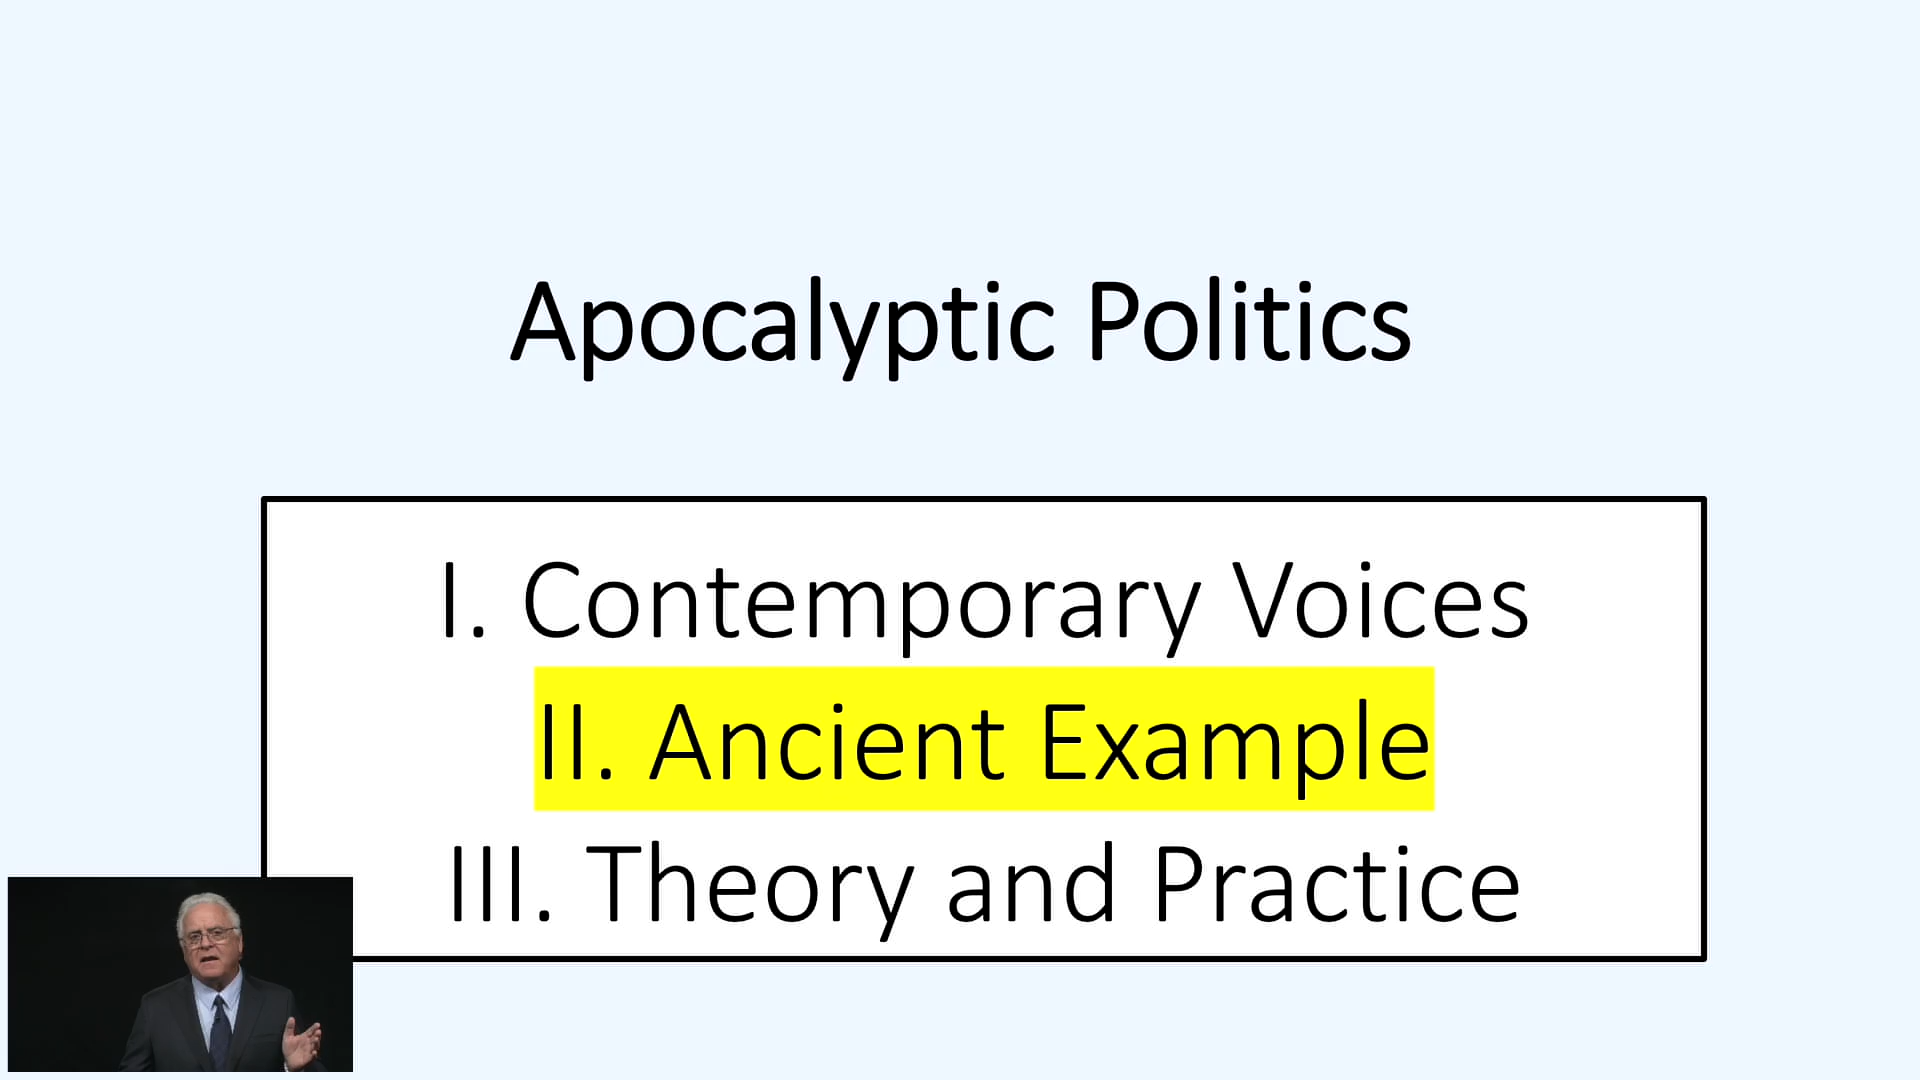 Apocalyptic Politics
I. Contemporary Voices
II. Ancient Example
III. Theory and Practice